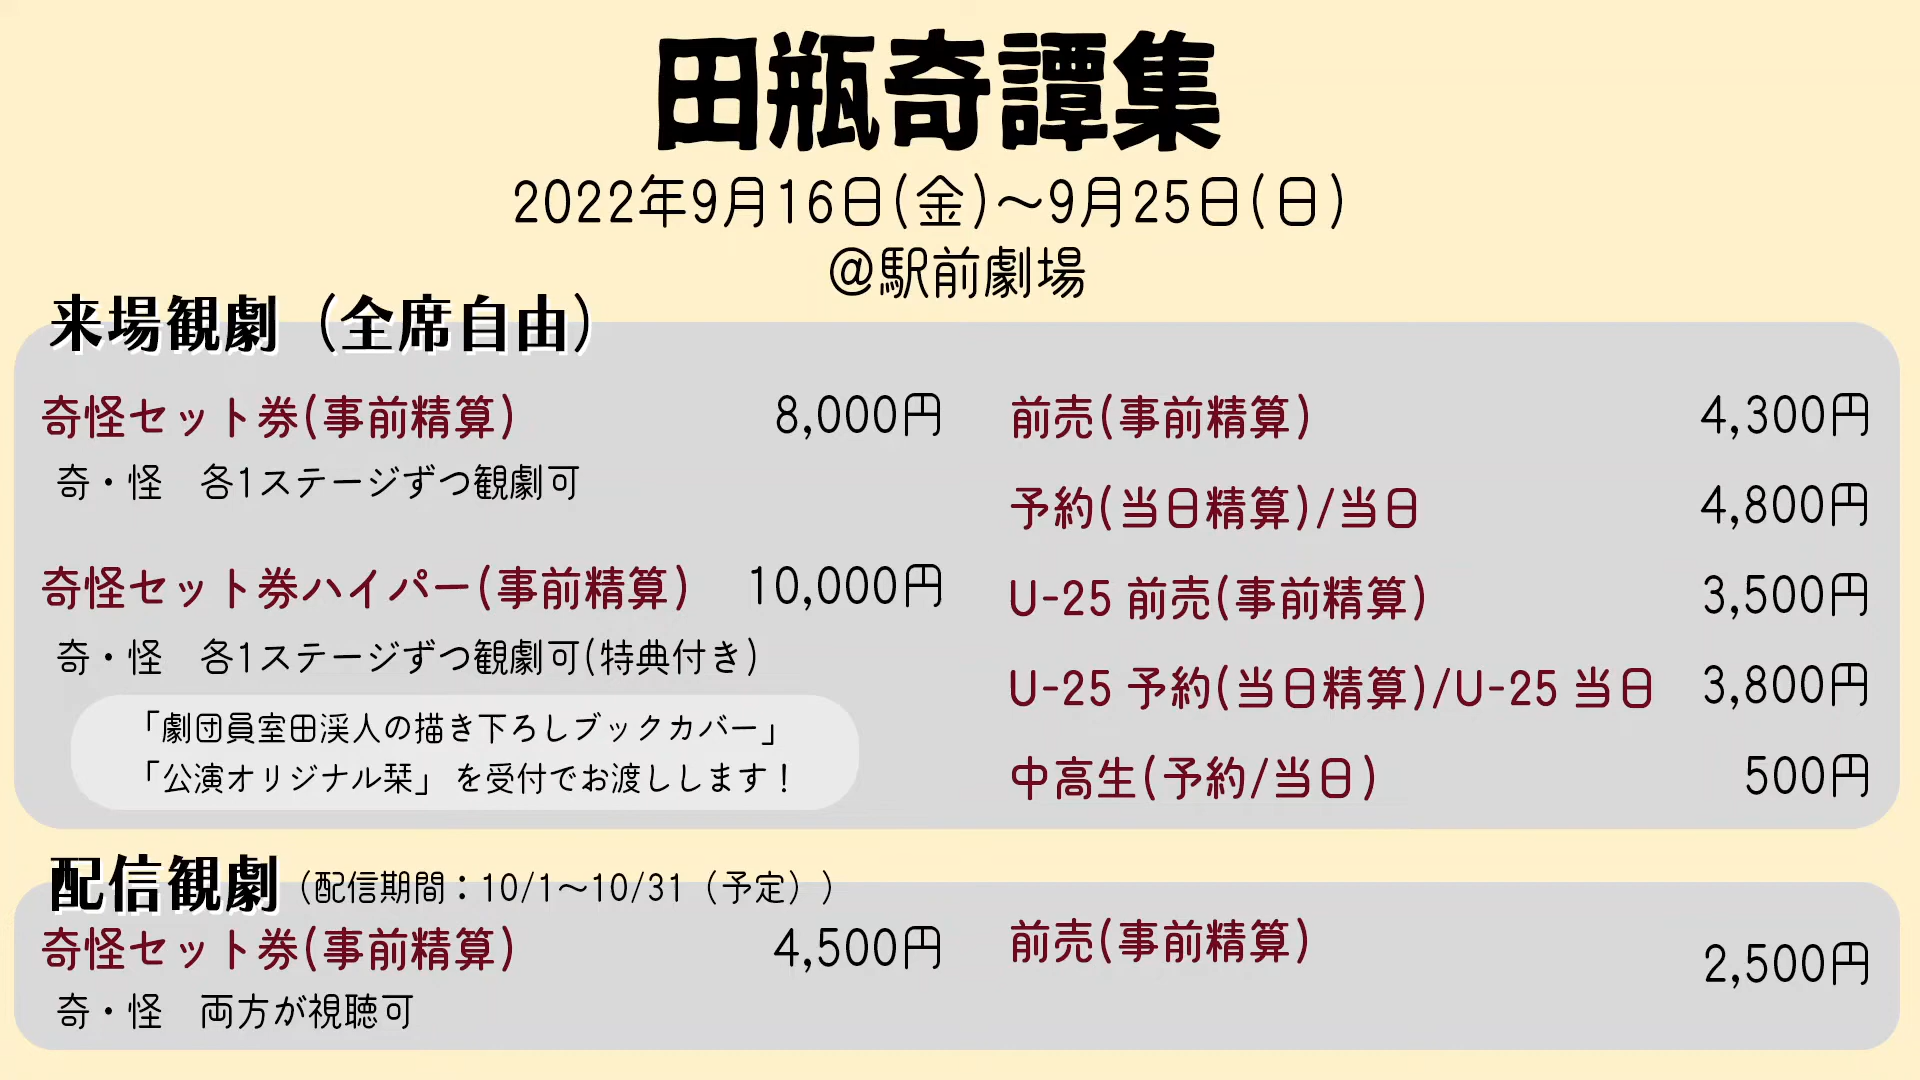 田瓶奇譚集
2022年9月16日(金)～9月25日(日)
@駅前劇場
来場観劇（全席自由）
奇怪セット券(事前精算) 8,000円
奇・怪　各1ステージずつ観劇可
奇怪セット券ハイパー(事前精算) 10,000円
奇・怪　各1ステージずつ観劇可(特典付き)
「劇団員室田渓人の描き下ろしブックカバー」
「公演オリジナル栞」を受付でお渡しします！
前売(事前精算) 4,300円
予約(当日精算)/当日 4,800円
U-25 前売(事前精算) 3,500円
U-25 予約(当日精算)/U-25 当日 3,800円
中高生(予約/当日) 500円
配信観劇（配信期間：10/1～10/31（予定））
奇怪セット券(事前精算) 4,500円
奇・怪　両方が視聴可
前売(事前精算) 2,500円